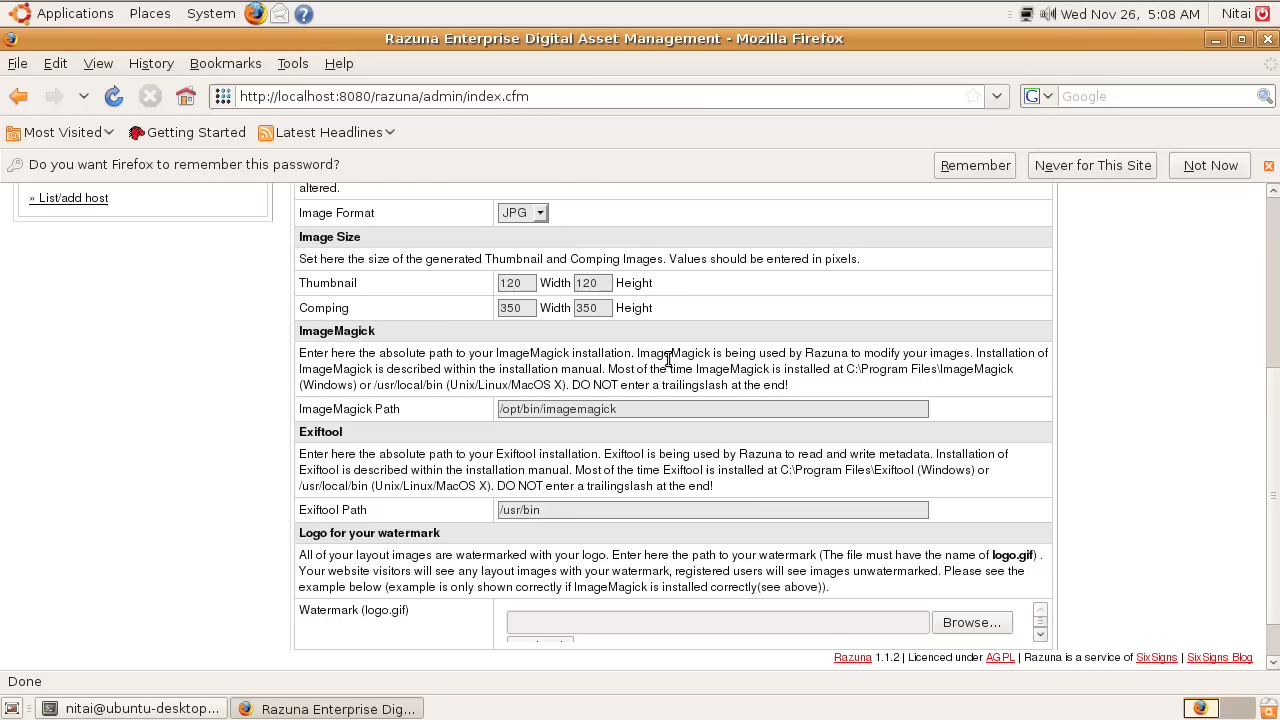 Applications Places System Wed Nov 26, 5:08 AM Nitai
Razuna Enterprise Digital Asset Management - Mozilla Firefox
File Edit View History Bookmarks Tools Help
http://localhost:8080/razuna/admin/index.cfm G Google
Most Visited Getting Started Latest Headlines
Do you want Firefox to remember this password? Remember Never for This Site Not Now
altered.
» List/add host
Image Format JPG
Image Size
Set here the size of the generated Thumbnail and Comping Images. Values should be entered in pixels.
Thumbnail 120 Width 120 Height
Comping 350 Width 350 Height
ImageMagick
Enter here the absolute path to your ImageMagick installation. ImageMagick is being used by Razuna to modify your images. Installation of
ImageMagick is described within the installation manual. Most of the time ImageMagick is installed at C:\Program Files\ImageMagick
(Windows) or /usr/local/bin (Unix/Linux/MacOS X). DO NOT enter a trailingslash at the end!
ImageMagick Path /opt/bin/imagemagick
Exiftool
Enter here the absolute path to your Exiftool installation. Exiftool is being used by Razuna to read and write metadata. Installation of
Exiftool is described within the installation manual. Most of the time Exiftool is installed at C:\Program Files\Exiftool (Windows) or
/usr/local/bin (Unix/Linux/MacOS X). DO NOT enter a trailingslash at the end!
Exiftool Path /usr/bin
Logo for your watermark
All of your layout images are watermarked with your logo. Enter here the path to your watermark (The file must have the name of logo.gif) .
Your website visitors will see any layout images with your watermark, registered users will see images unwatermarked. Please see the
example below (example is only shown correctly if ImageMagick is installed correctly(see above)).
Watermark (logo.gif) Browse...
Razuna 1.1.2 | Licenced under AGPL | Razuna is a service of SixSigns | SixSigns Blog
Done
nitai@ubuntu-desktop... Razuna Enterprise Dig...